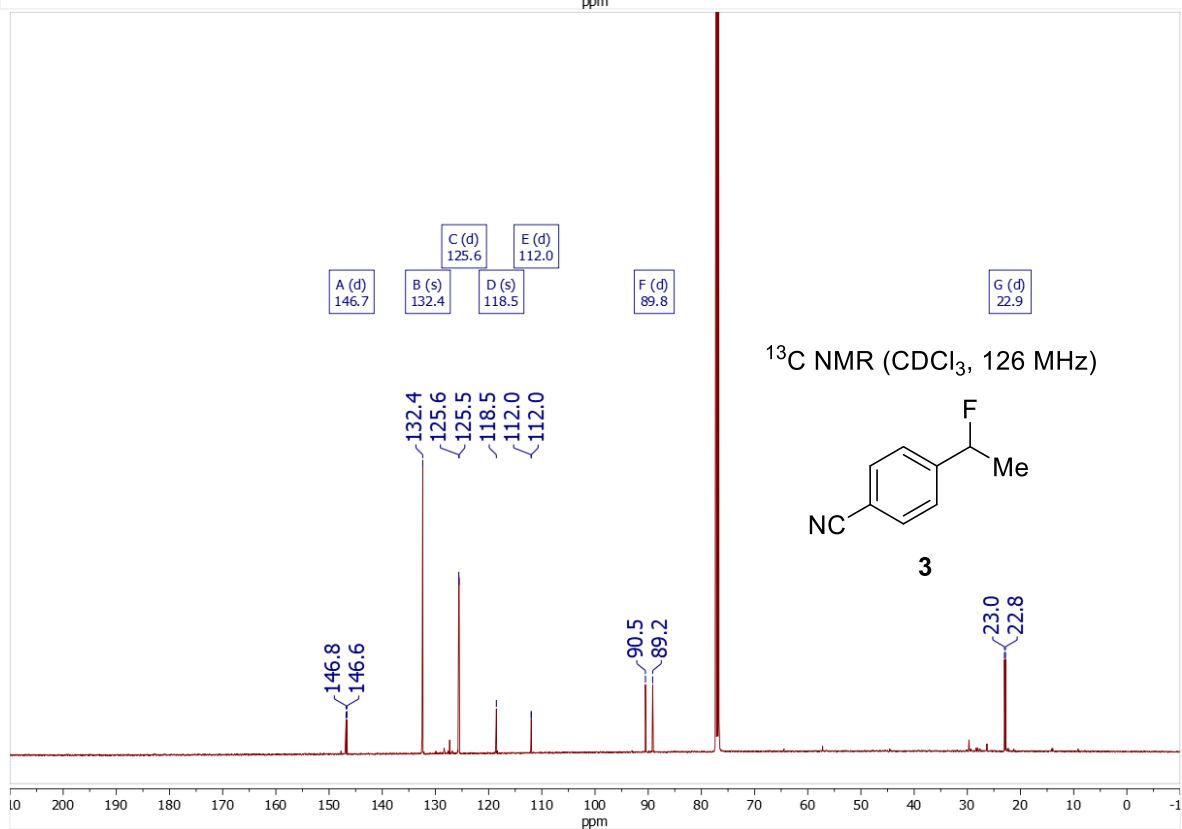 ppm
C (d)
125.6
E (d)
112.0
A (d)
146.7
B (s)
132.4
D (s)
118.5
F (d)
89.8
G (d)
22.9
¹³C NMR (CDCl₃, 126 MHz)
132.4
125.6
125.5
118.5
112.0
112.0
F
Me
NC
3
146.8
146.6
90.5
89.2
23.0
22.8
10 200 190 180 170 160 150 140 130 120 110 100 90 80 70 60 50 40 30 20 10 0 -1
ppm